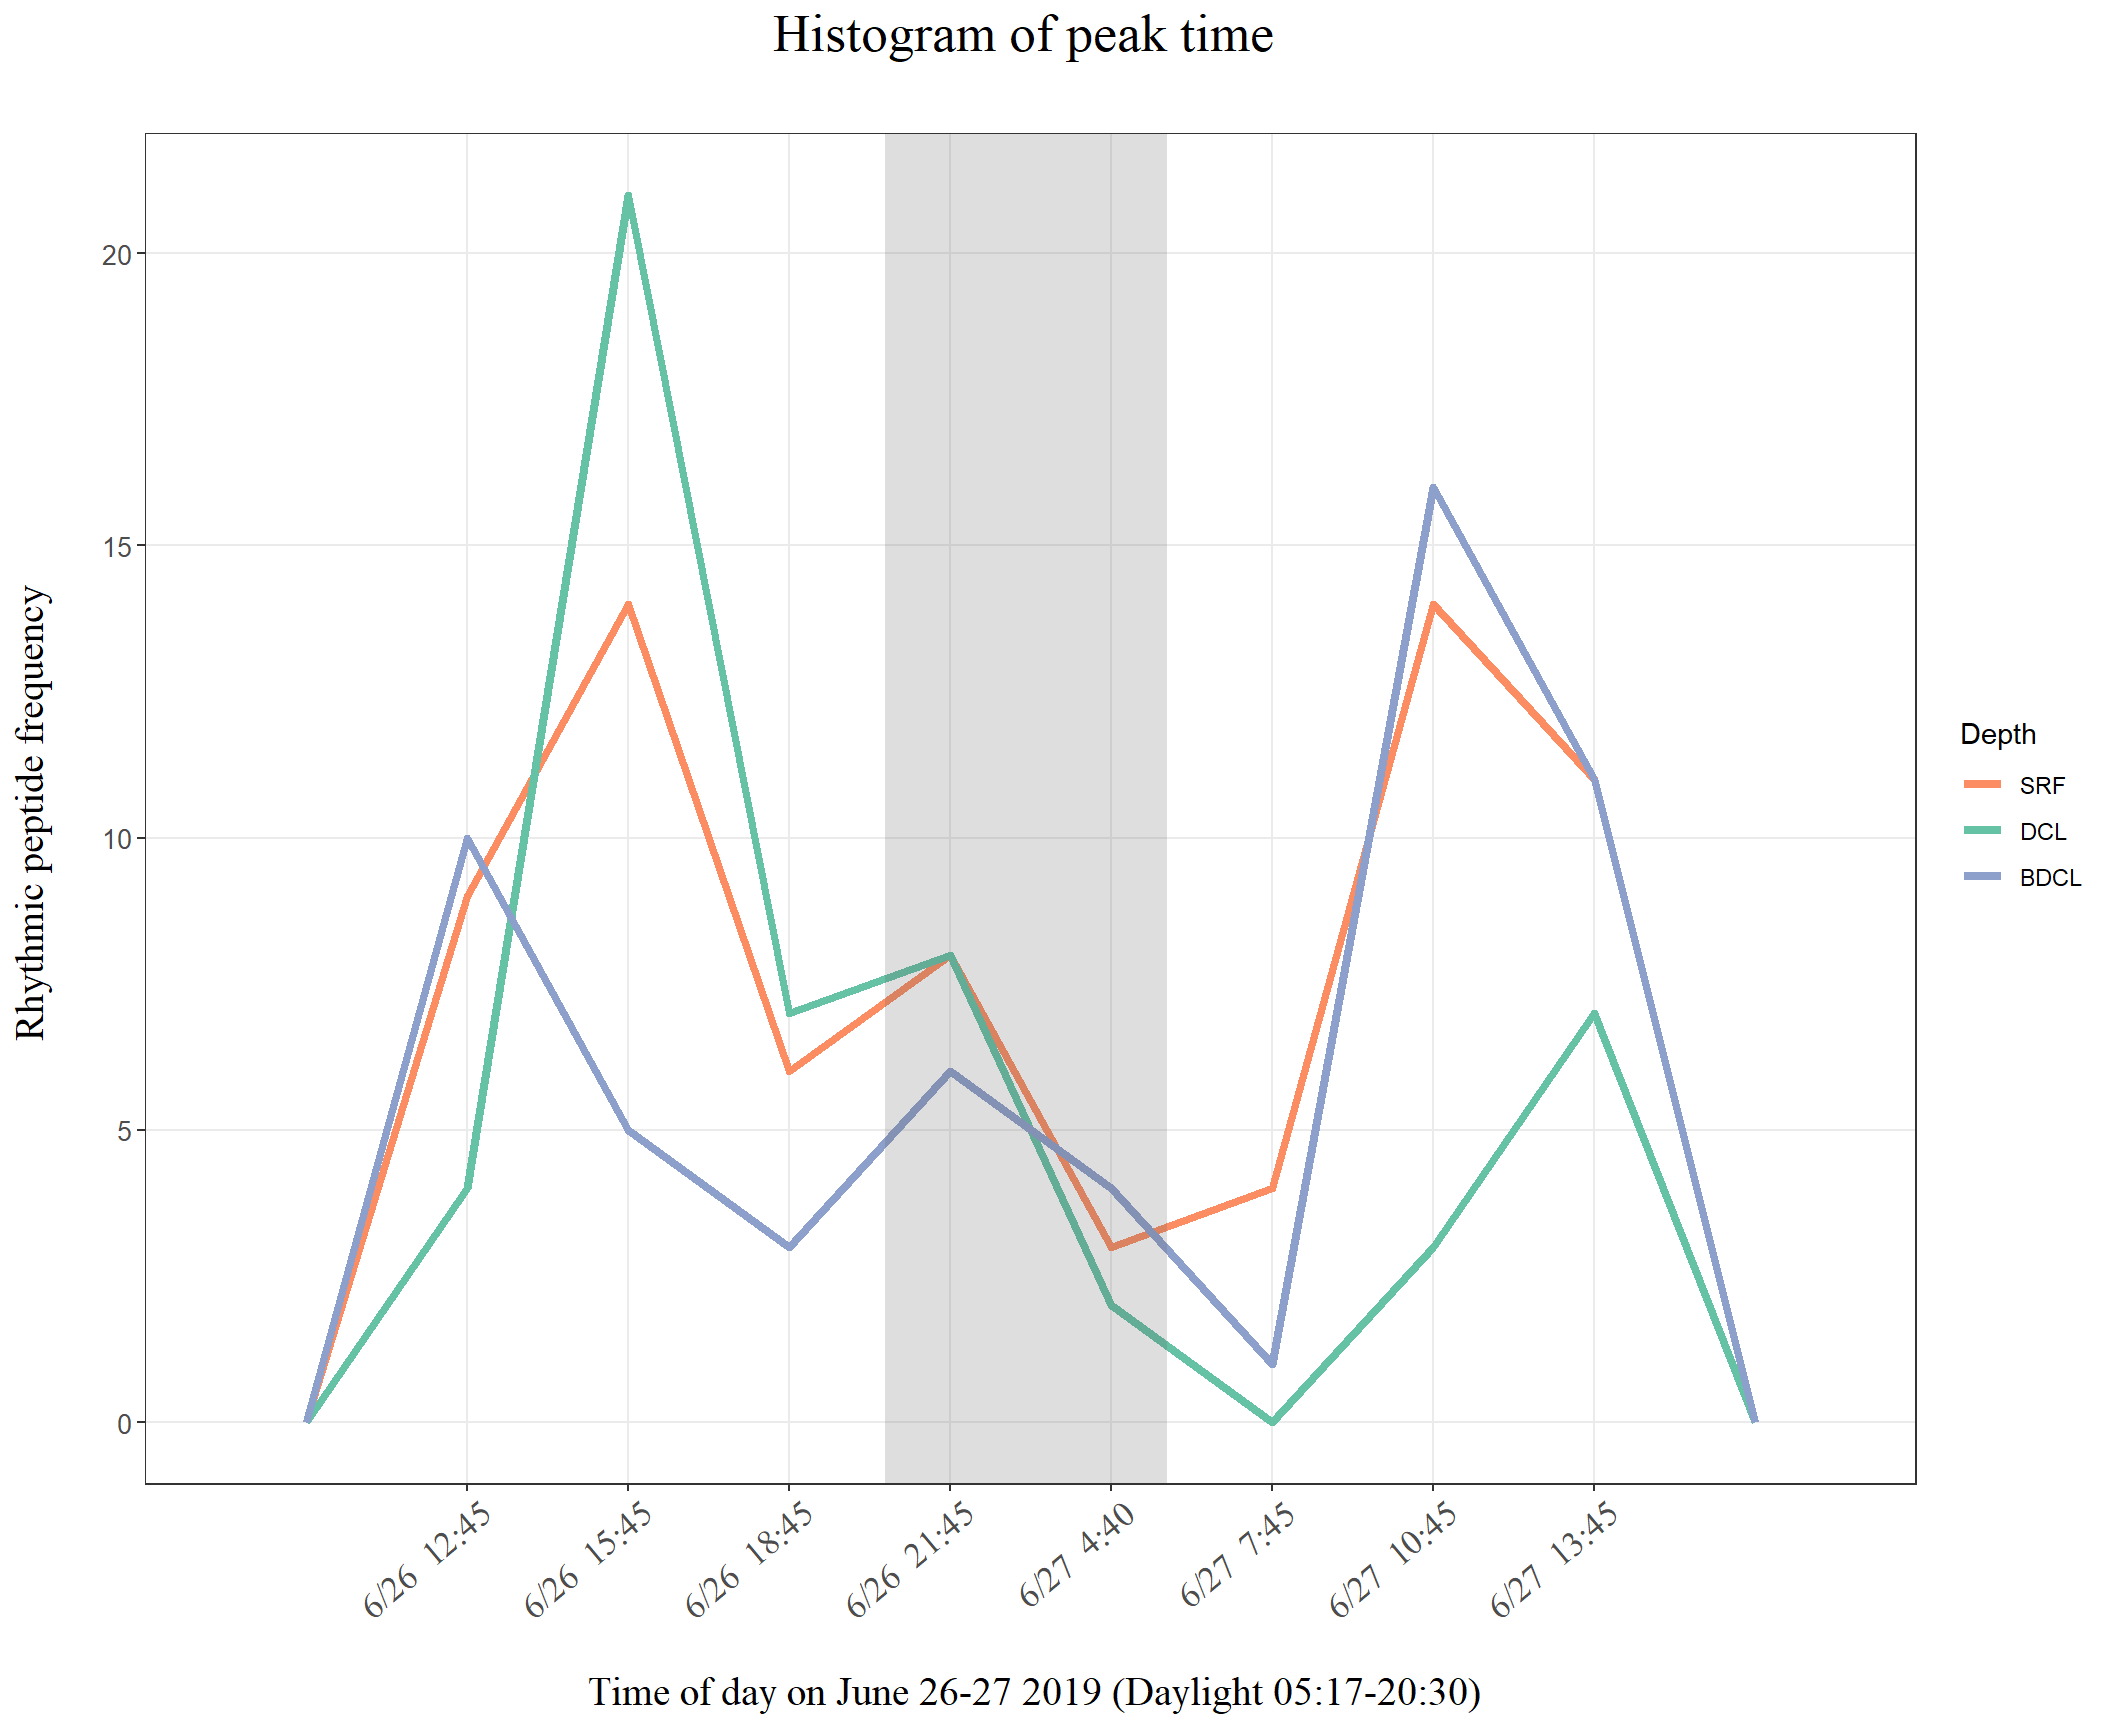 Histogram of peak time
Rhythmic peptide frequency
20
15
10
5
0
6/26 12:45
6/26 15:45
6/26 18:45
6/26 21:45
6/27 4:40
6/27 7:45
6/27 10:45
6/27 13:45
Time of day on June 26-27 2019 (Daylight 05:17-20:30)
Depth
SRF
DCL
BDCL